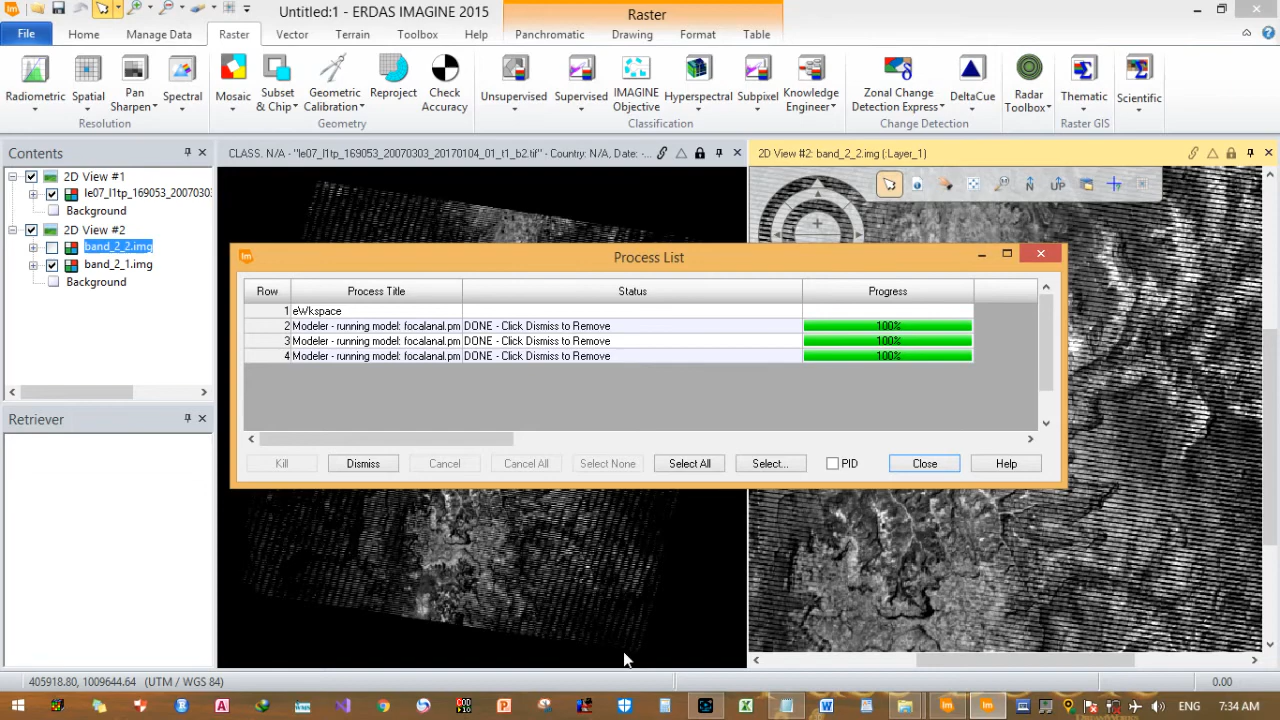 Untitled:1 - ERDAS IMAGINE 2015
Raster
File
Home
Manage Data
Raster
Vector
Terrain
Toolbox
Help
Panchromatic
Drawing
Format
Table
Radiometric
Spatial
Pan
Sharpen
Spectral
Mosaic
Subset
& Chip
Geometric
Calibration
Reproject
Check
Accuracy
Unsupervised
Supervised
IMAGINE
Objective
Hyperspectral
Subpixel
Knowledge
Engineer
Zonal Change
Detection Express
DeltaCue
Radar
Toolbox
Thematic
Scientific
Resolution
Geometry
Classification
Change Detection
Raster GIS
Contents
2D View #1
le07_l1tp_169053_20070303
Background
2D View #2
band_2_2.img
band_2_1.img
Background
Retriever
CLASS. N/A - "le07_l1tp_169053_20070303_20170104_01_t1_b2.tif" - Country: N/A, Date: -...
2D View #2: band_2_2.img (:Layer_1)
N
UP
Process List
Row
Process Title
Status
Progress
1 eWkspace
2 Modeler - running model: focalanal.pm DONE - Click Dismiss to Remove 100%
3 Modeler - running model: focalanal.pm DONE - Click Dismiss to Remove 100%
4 Modeler - running model: focalanal.pm DONE - Click Dismiss to Remove 100%
Kill
Dismiss
Cancel
Cancel All
Select None
Select All
Select...
PID
Close
Help
405918.80, 1009644.64 (UTM / WGS 84)
0.00
ENG
7:34 AM